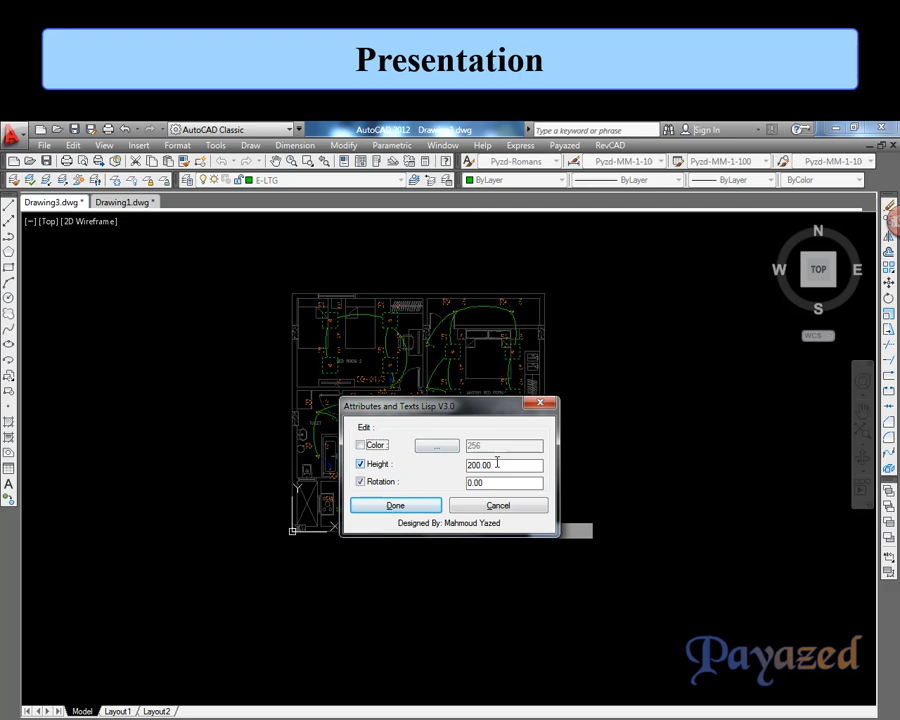 Presentation
AutoCAD Classic
AutoCAD 2012 Drawing3.dwg
Type a keyword or phrase
Sign In
File Edit View Insert Format Tools Draw Dimension Modify Parametric Window Help Express Payazed RevCAD
Pyzd-Romans Pyzd-MM-1-10 Pyzd-MM-1-100 Pyzd-MM-1-10
E-LTG ByLayer ByLayer ByLayer ByColor
Drawing3.dwg * Drawing1.dwg *
[−] [Top] [2D Wireframe]
N
W TOP E
S
WCS
Attributes and Texts Lisp V3.0
Edit :
Color : ... 256
Height : 200.00
Rotation : 0.00
Done Cancel
Designed By: Mahmoud Yazed
Y
X
Payazed
Model Layout1 Layout2